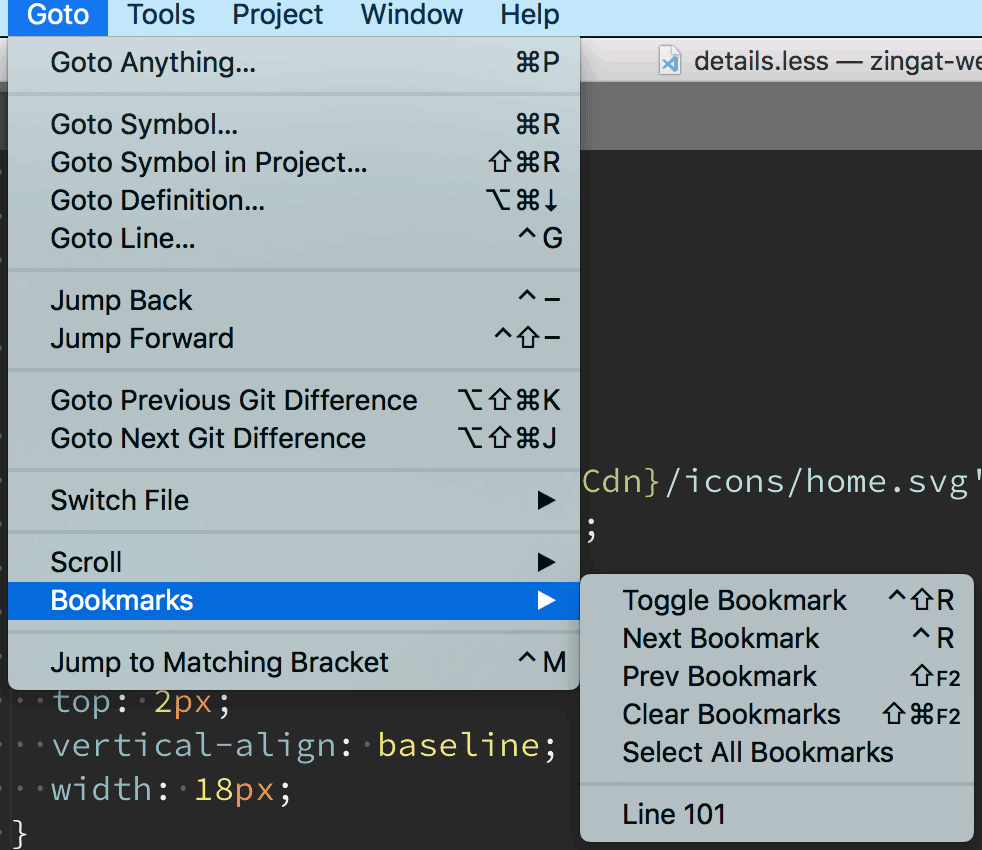 Goto Tools Project Window Help
details.less — zingat-we
Goto Anything... ⌘P
Goto Symbol... ⌘R
Goto Symbol in Project... ⇧⌘R
Goto Definition... ⌥⌘↓
Goto Line... ^G
Jump Back ^–
Jump Forward ^⇧–
Goto Previous Git Difference ⌥⇧⌘K
Goto Next Git Difference ⌥⇧⌘J
Switch File ▶
Scroll ▶
Bookmarks ▶
Jump to Matching Bracket ^M
Cdn}/icons/home.svg'
;
Toggle Bookmark ^⇧R
Next Bookmark ^R
Prev Bookmark ⇧F2
Clear Bookmarks ⇧⌘F2
Select All Bookmarks
Line 101
top: 2px;
vertical-align: baseline;
width: 18px;
}